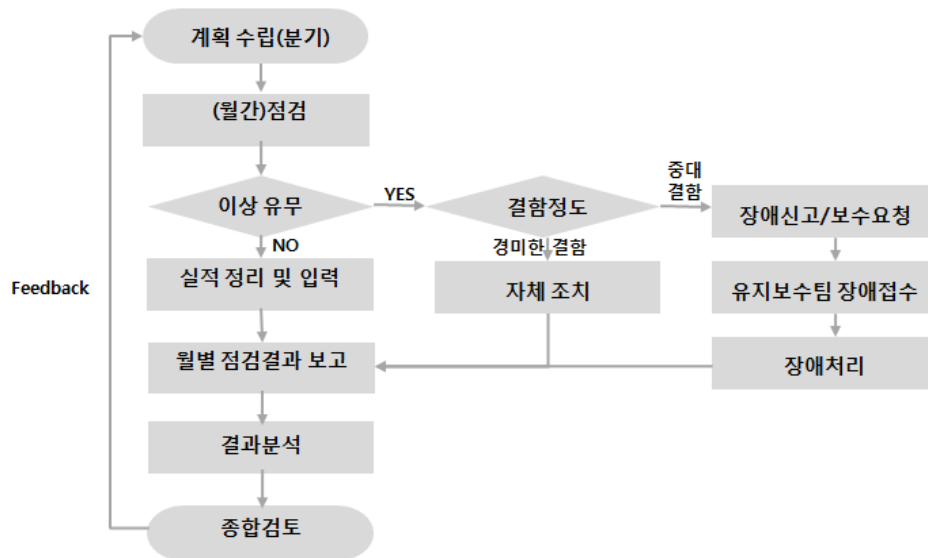 계획 수립(분기)
(월간)점검
이상 유무
YES
결함정도
중대
결함
장애신고/보수요청
NO
경미한 결함
Feedback
실적 정리 및 입력
자체 조치
유지보수팀 장애접수
월별 점검결과 보고
장애처리
결과분석
종합검토